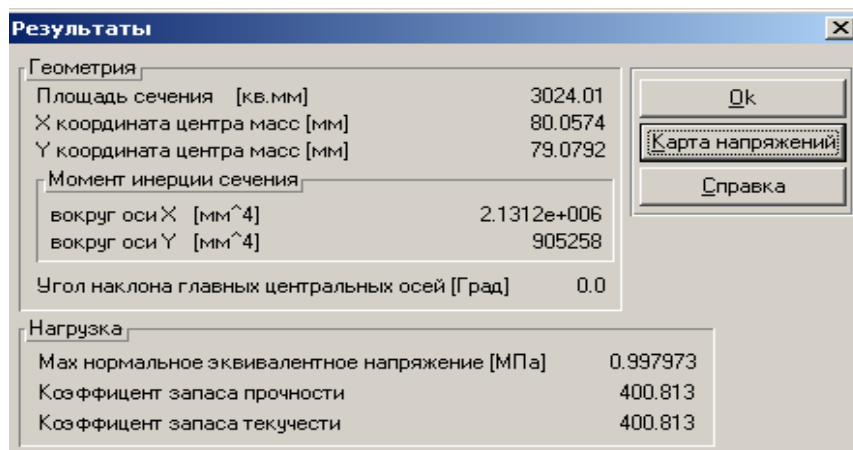 Результаты
Геометрия
Площадь сечения [кв.мм] 3024.01
X координата центра масс [мм] 80.0574
Y координата центра масс [мм] 79.0792
Момент инерции сечения
вокруг оси X [мм^4] 2.1312e+006
вокруг оси Y [мм^4] 905258
Угол наклона главных центральных осей [Град] 0.0
Ok
Карта напряжений
Справка
Нагрузка
Мах нормальное эквивалентное напряжение [МПа] 0.997973
Коэффицент запаса прочности 400.813
Коэффицент запаса текучести 400.813